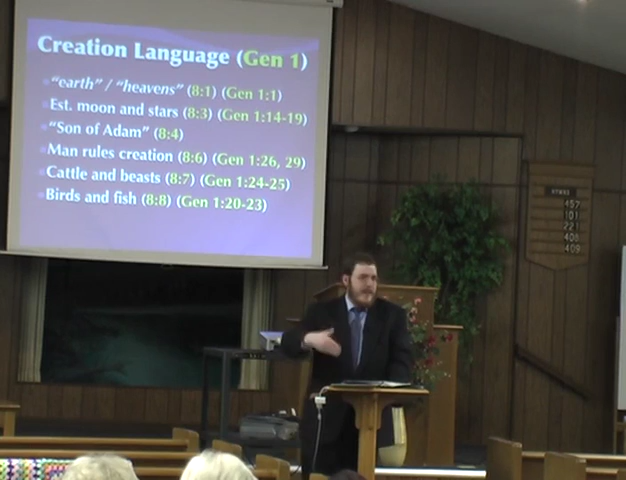 Creation Language (Gen 1)
"earth" / "heavens" (8:1) (Gen 1:1)
Est. moon and stars (8:3) (Gen 1:14-19)
"Son of Adam" (8:4)
Man rules creation (8:6) (Gen 1:26, 29)
Cattle and beasts (8:7) (Gen 1:24-25)
Birds and fish (8:8) (Gen 1:20-23)
HYMNS
457
101
221
408
409